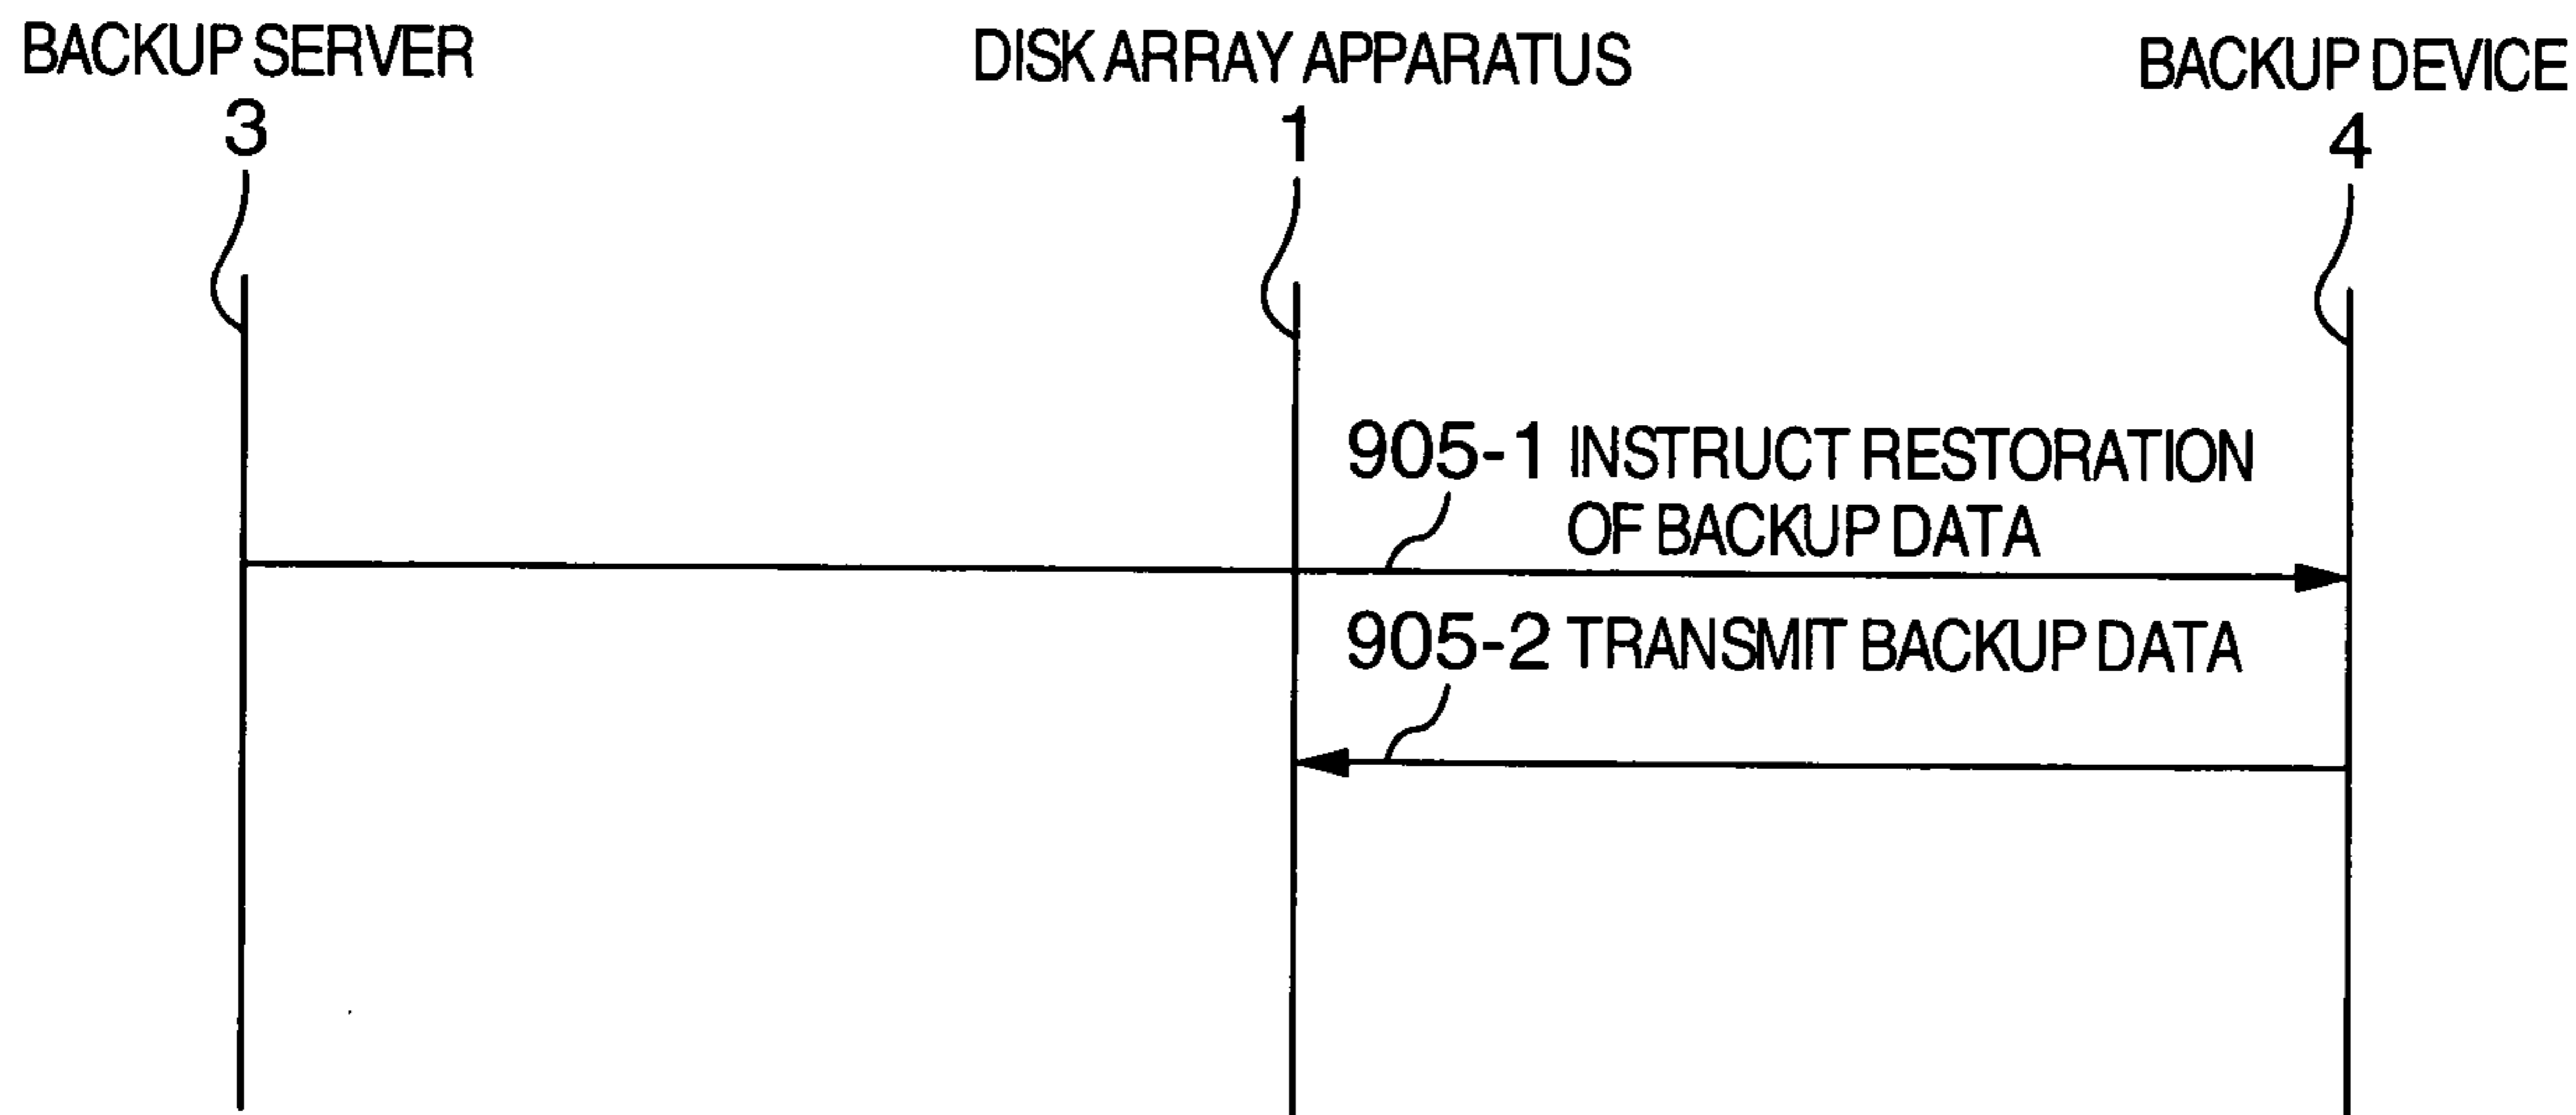 BACKUP SERVER
3
DISK ARRAY APPARATUS
1
BACKUP DEVICE
4
905-1 INSTRUCT RESTORATION
OF BACKUP DATA
905-2 TRANSMIT BACKUP DATA